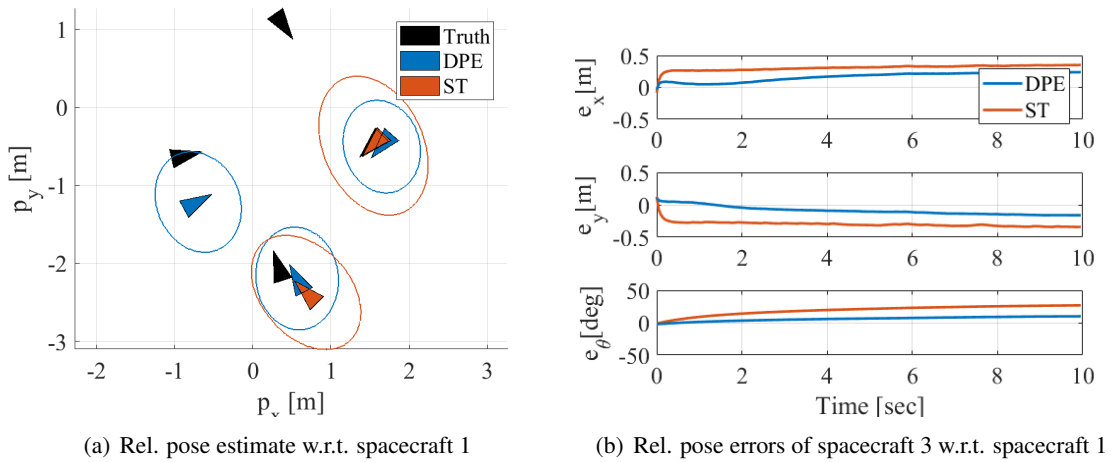 Truth
DPE
ST
1
0
-1
-2
-3
p_y [m]
-2 -1 0 1 2 3
p_x [m]
(a) Rel. pose estimate w.r.t. spacecraft 1
0.5
0
-0.5
e_x[m]
DPE
ST
0 2 4 6 8 10
0.5
0
-0.5
e_y[m]
0 2 4 6 8 10
50
0
-50
e_θ[deg]
0 2 4 6 8 10
Time [sec]
(b) Rel. pose errors of spacecraft 3 w.r.t. spacecraft 1